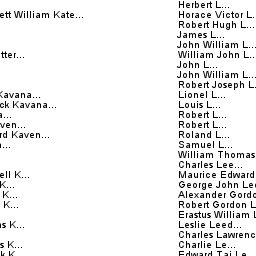 Herbert L...
ett William Kate... Horace Victor L...
Robert Hugh L...
James L...
John William L...
tter... William John L...
John L...
John William L...
Robert Joseph L
Kavana... Lionel L...
ck Kavana... Louis L...
a... Robert L...
ven... Robert L...
rd Kaven... Roland L...
... Samuel L...
William Thomas
Charles Lee...
ell K... Maurice Edward
K... George John Lee
K... Alexander Gordo
K... Robert Gordon L
Erastus William L
s K... Leslie Leed...
Charles Lawrenc
s K... Charlie Le...
k K... Edward Tai Le